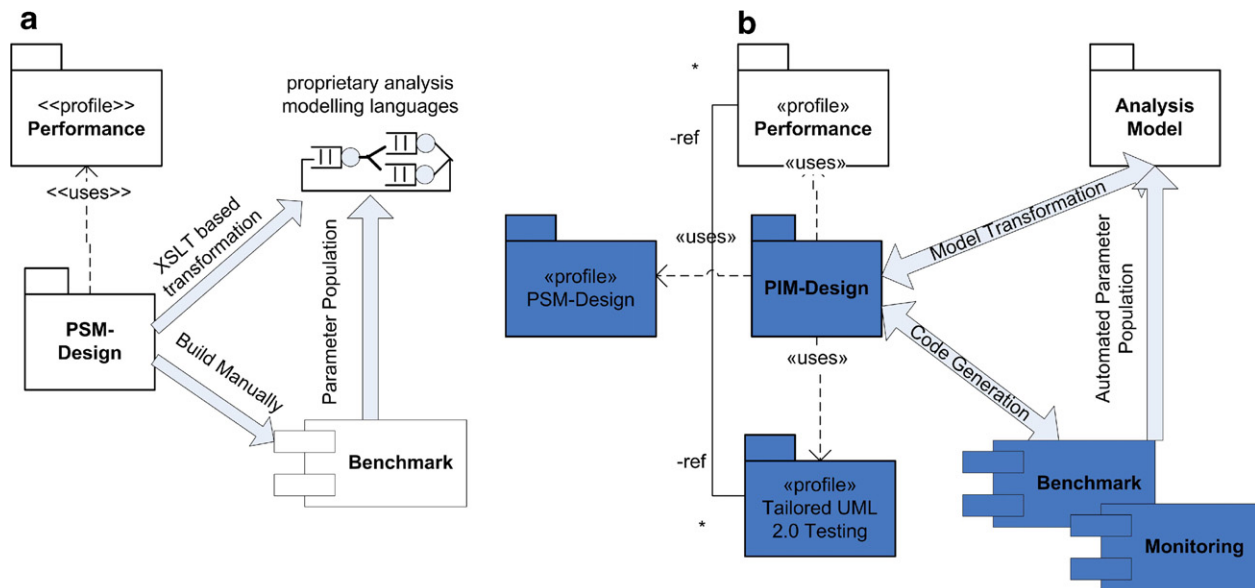 a
<<profile>>
Performance
<<uses>>
PSM-
Design
XSLT based
transformation
Build Manually
proprietary analysis
modelling languages
Parameter Population
Benchmark
b
*
-ref
«profile»
Performance
«uses»
Analysis
Model
«uses»
«profile»
PSM-Design
PIM-Design
Model Transformation
Automated Parameter
Population
«uses»
Code Generation
-ref
*
«profile»
Tailored UML
2.0 Testing
Benchmark
Monitoring